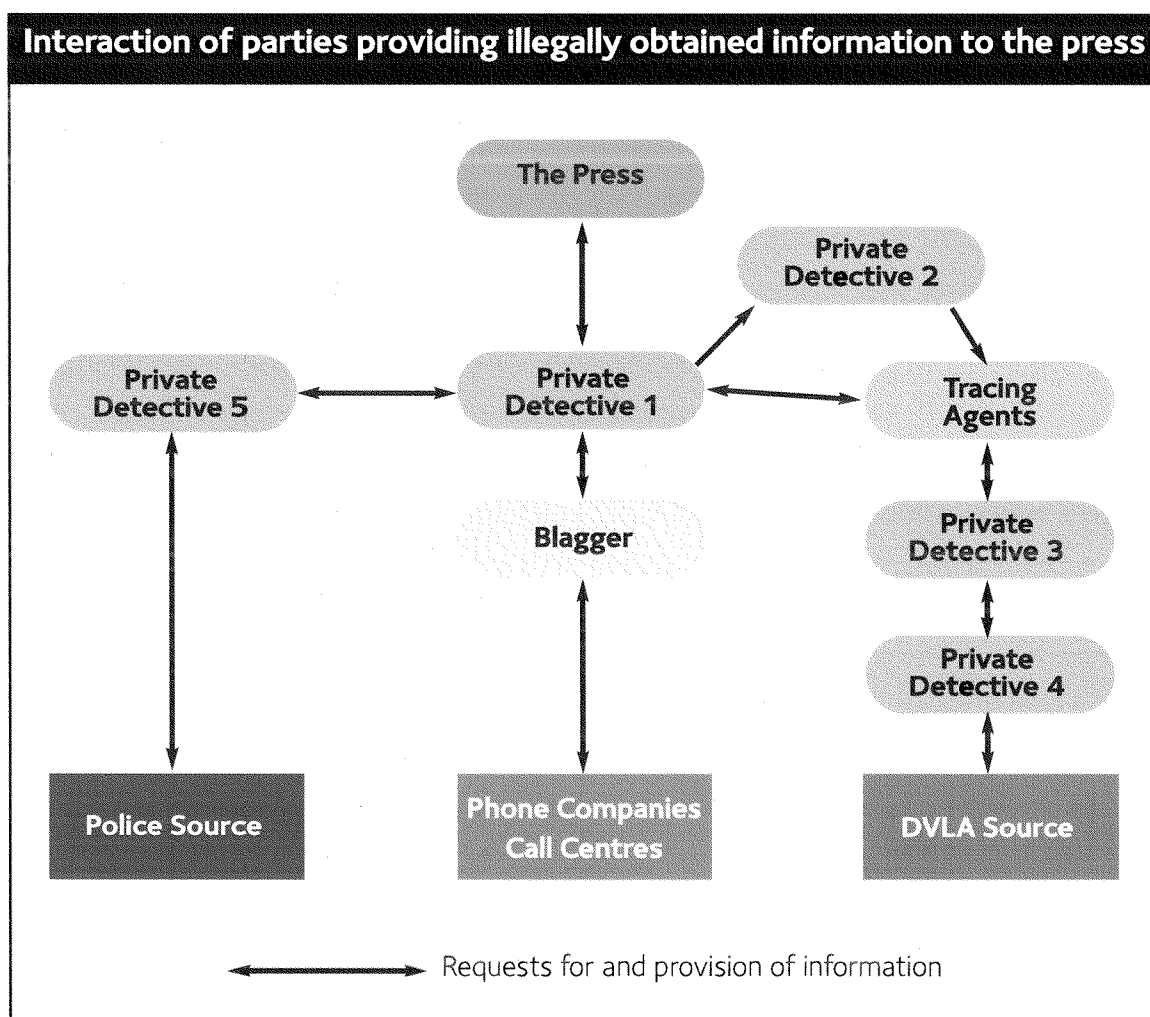 Interaction of parties providing illegally obtained information to the press
The Press
Private
Detective 2
Private
Detective 5
Private
Detective 1
Tracing
Agents
Blagger
Private
Detective 3
Private
Detective 4
Police Source
Phone Companies
Call Centres
DVLA Source
Requests for and provision of information